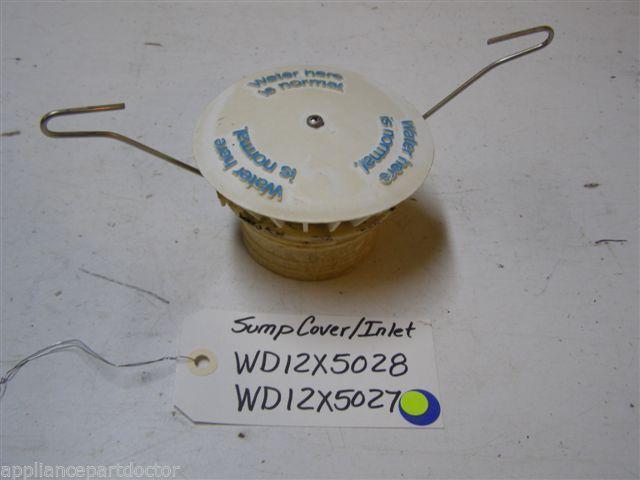 Water here
is normal.
Water here
is normal.
Water here
is normal.
Sump Cover/Inlet
WD12X5028
WD12X5027
appliancepartdoctor